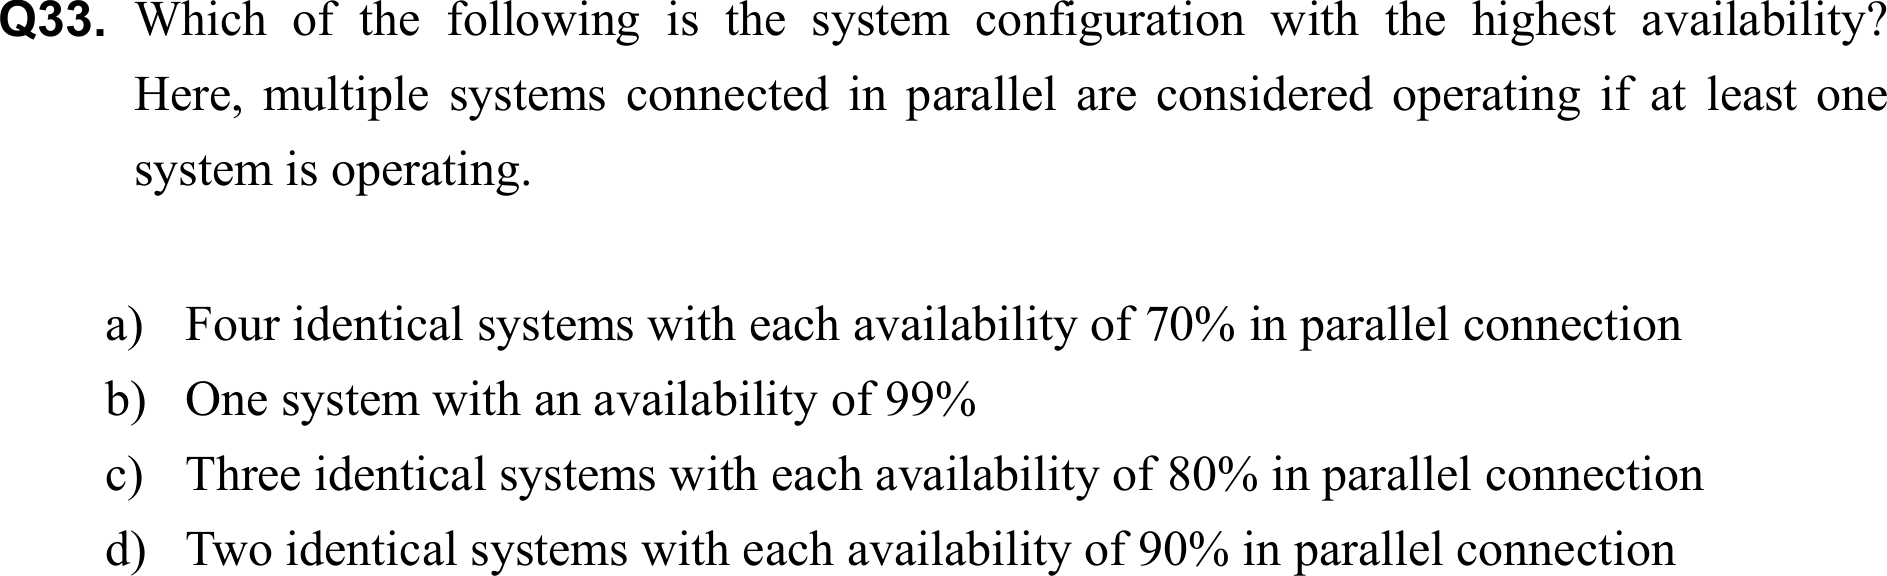 Q33. Which of the following is the system configuration with the highest availability?
Here, multiple systems connected in parallel are considered operating if at least one
system is operating.
a) Four identical systems with each availability of 70% in parallel connection
b) One system with an availability of 99%
c) Three identical systems with each availability of 80% in parallel connection
d) Two identical systems with each availability of 90% in parallel connection